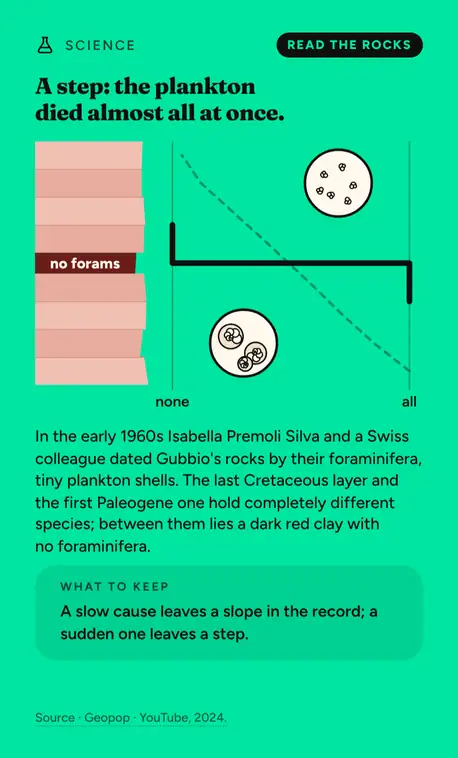 SCIENCE
READ THE ROCKS
A step: the plankton
died almost all at once.
no forams
none
all
In the early 1960s Isabella Premoli Silva and a Swiss
colleague dated Gubbio's rocks by their foraminifera,
tiny plankton shells. The last Cretaceous layer and
the first Paleogene one hold completely different
species; between them lies a dark red clay with
no foraminifera.
WHAT TO KEEP
A slow cause leaves a slope in the record; a
sudden one leaves a step.
Source · Geopop · YouTube, 2024.